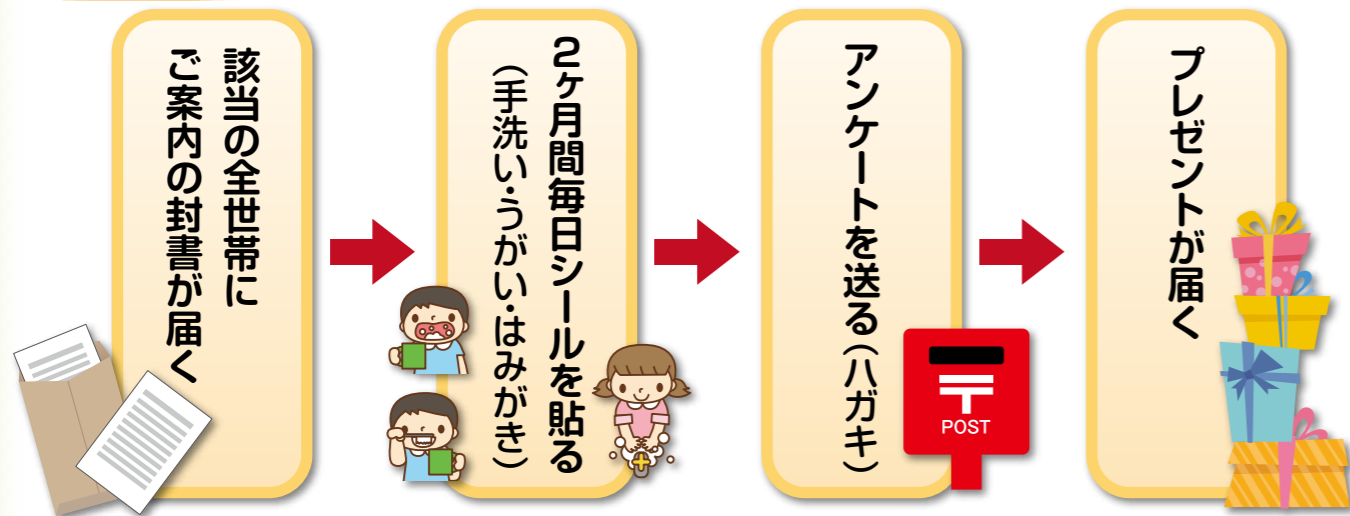 該当の全世帯に
ご案内の封書が届く
2ヶ月間毎日シールを貼る
（手洗い・うがい・はみがき）
アンケートを送る（ハガキ）
POST
プレゼントが届く